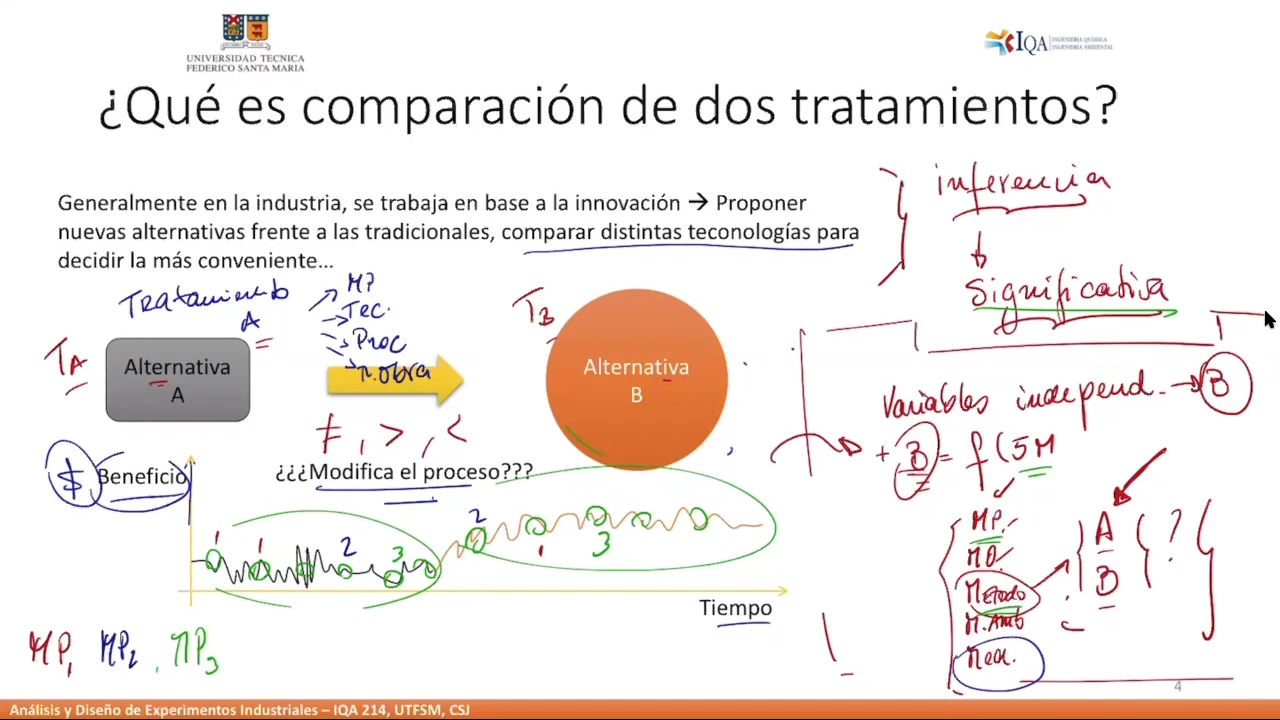 UNIVERSIDAD TECNICA
FEDERICO SANTA MARIA
IQA INGENIERÍA QUÍMICA
INGENIERÍA AMBIENTAL
¿Qué es comparación de dos tratamientos?
Generalmente en la industria, se trabaja en base a la innovación → Proponer
nuevas alternativas frente a las tradicionales, comparar distintas teconologías para
decidir la más conveniente...
inferencia
Significativa
Tratamiento
A
MP
Tec.
Proc
M.obra
TA
Alternativa
A
TB
Alternativa
B
≠, >, <
¿¿¿Modifica el proceso???
$ Beneficio
Variables independ. → B
+ B = f (5M
MP.
MO.
Metodo
M. Amb
A
B
?
1 1 2 3
2 1 3
Tiempo
MP1 MP2 . MP3
4
Análisis y Diseño de Experimentos Industriales – IQA 214, UTFSM, CSJ